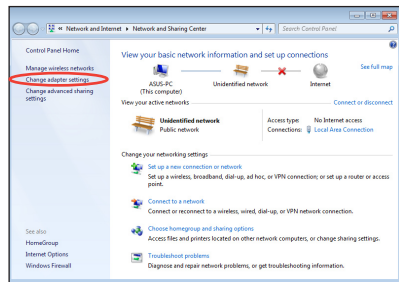 « Network and Internet ▸ Network and Sharing Center
Search Control Panel
Control Panel Home
Manage wireless networks
Change adapter settings
Change advanced sharing
settings
See also
HomeGroup
Internet Options
Windows Firewall
View your basic network information and set up connections
See full map
ASUS-PC
(THis computer)
Unidentified network
Internet
View your active networks
Connect or disconnect
Unidentified network
Public network
Access type: No Internet access
Connections: Local Area Connection
Change your networking settings
Set up a new connection or network
Set up a wireless, broadband, dial-up, ad hoc, or VPN connection; or set up a router or access
point.
Connect to a network
Connect or reconnect to a wireless, wired, dial-up, or VPN network connection.
Choose homegroup and sharing options
Access files and printers located on other network computers, or change sharing settings.
Troubleshoot problems
Diagnose and repair network problems, or get troubleshooting information.